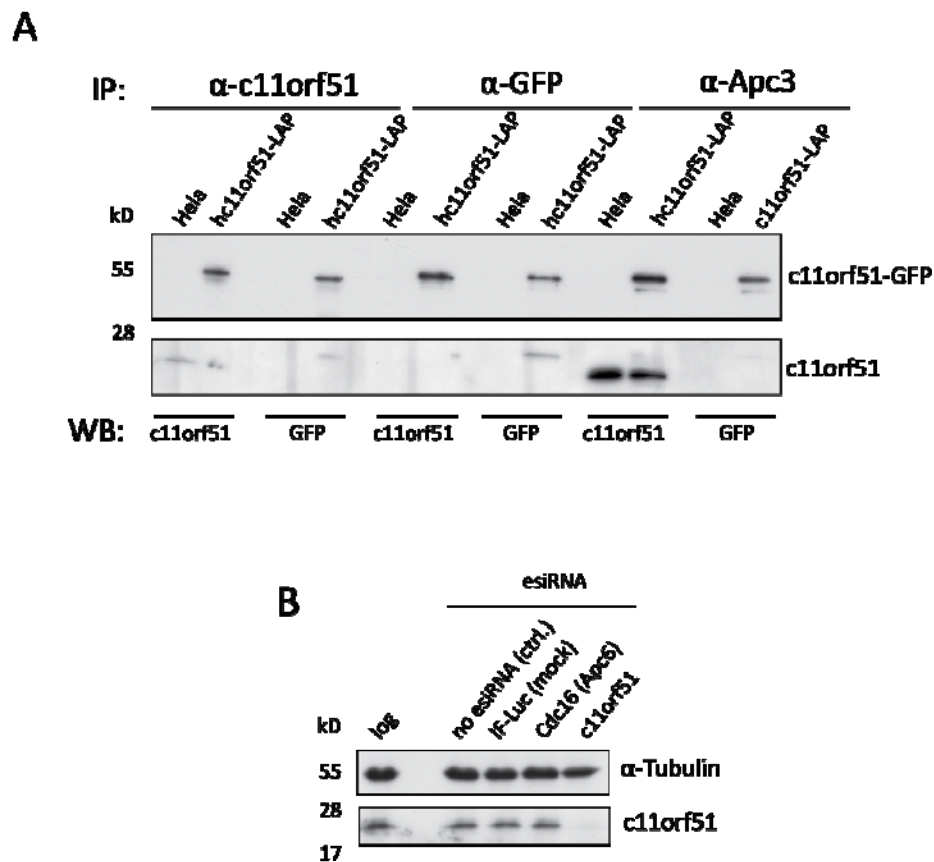 A
IP: α-c11orf51 α-GFP α-Apc3
Hela hc11orf51-LAP Hela hc11orf51-LAP Hela hc11orf51-LAP Hela hc11orf51-LAP Hela hc11orf51-LAP Hela c11orf51-LAP
kD
55 c11orf51-GFP
28
c11orf51
WB: c11orf51 GFP c11orf51 GFP c11orf51 GFP
esiRNA
B
kD log no esiRNA (ctrl.) IF-Luc (mock) Cdc16 (Apc6) c11orf51
55 α-Tubulin
28
c11orf51
17